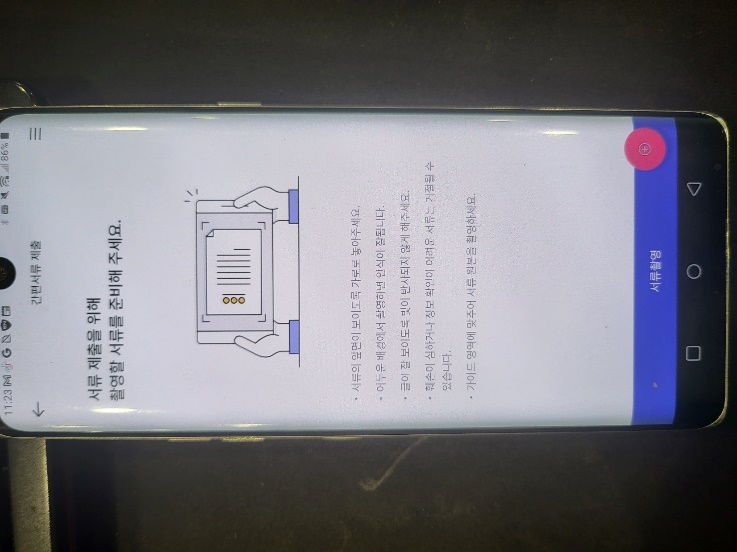 11:23
86%
간편서류 제출
서류 제출을 위해
촬영할 서류를 준비해 주세요.
• 서류의 앞면이 보이도록 가로로 놓아주세요.
• 어두운 배경에서 촬영하면 인식이 잘됩니다.
• 글이 잘 보이도록 빛이 반사되지 않게 해주세요.
• 훼손이 심하거나 정보 확인이 어려운 서류는 거절될 수
있습니다.
• 가이드 영역에 맞추어 서류 원본을 촬영하세요.
서류촬영